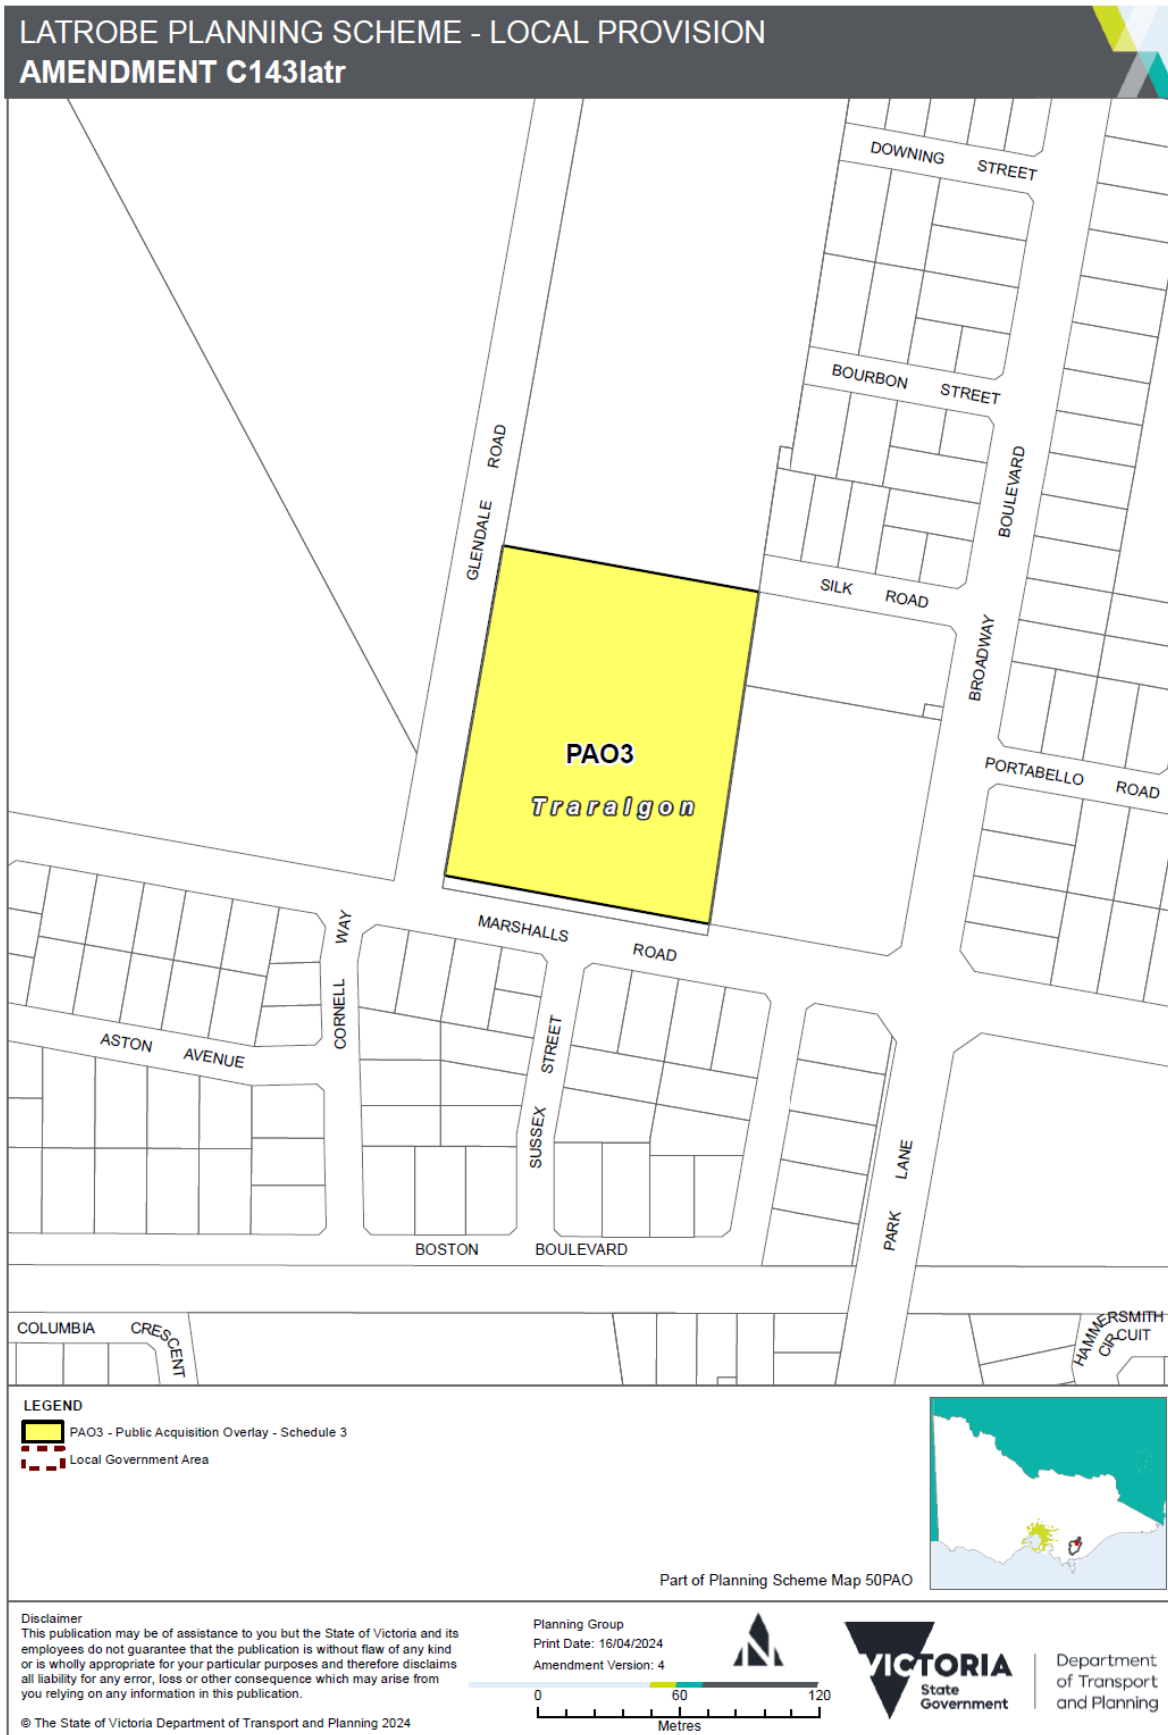 LATROBE PLANNING SCHEME - LOCAL PROVISION
AMENDMENT C143latr
DOWNING STREET
BOURBON STREET
GLENDALE ROAD
BROADWAY BOULEVARD
SILK ROAD
PAO3
Traralgon
PORTABELLO ROAD
MARSHALLS ROAD
CORNELL WAY
ASTON AVENUE
SUSSEX STREET
PARK LANE
BOSTON BOULEVARD
COLUMBIA CRESCENT
HAMMERSMITH
CIRCUIT
LEGEND
PAO3 - Public Acquisition Overlay - Schedule 3
Local Government Area
Part of Planning Scheme Map 50PAO
Disclaimer
This publication may be of assistance to you but the State of Victoria and its
employees do not guarantee that the publication is without flaw of any kind
or is wholly appropriate for your particular purposes and therefore disclaims
all liability for any error, loss or other consequence which may arise from
you relying on any information in this publication.
© The State of Victoria Department of Transport and Planning 2024
Planning Group
Print Date: 16/04/2024
Amendment Version: 4
N
0 60 120
Metres
VICTORIA
State
Government
Department
of Transport
and Planning